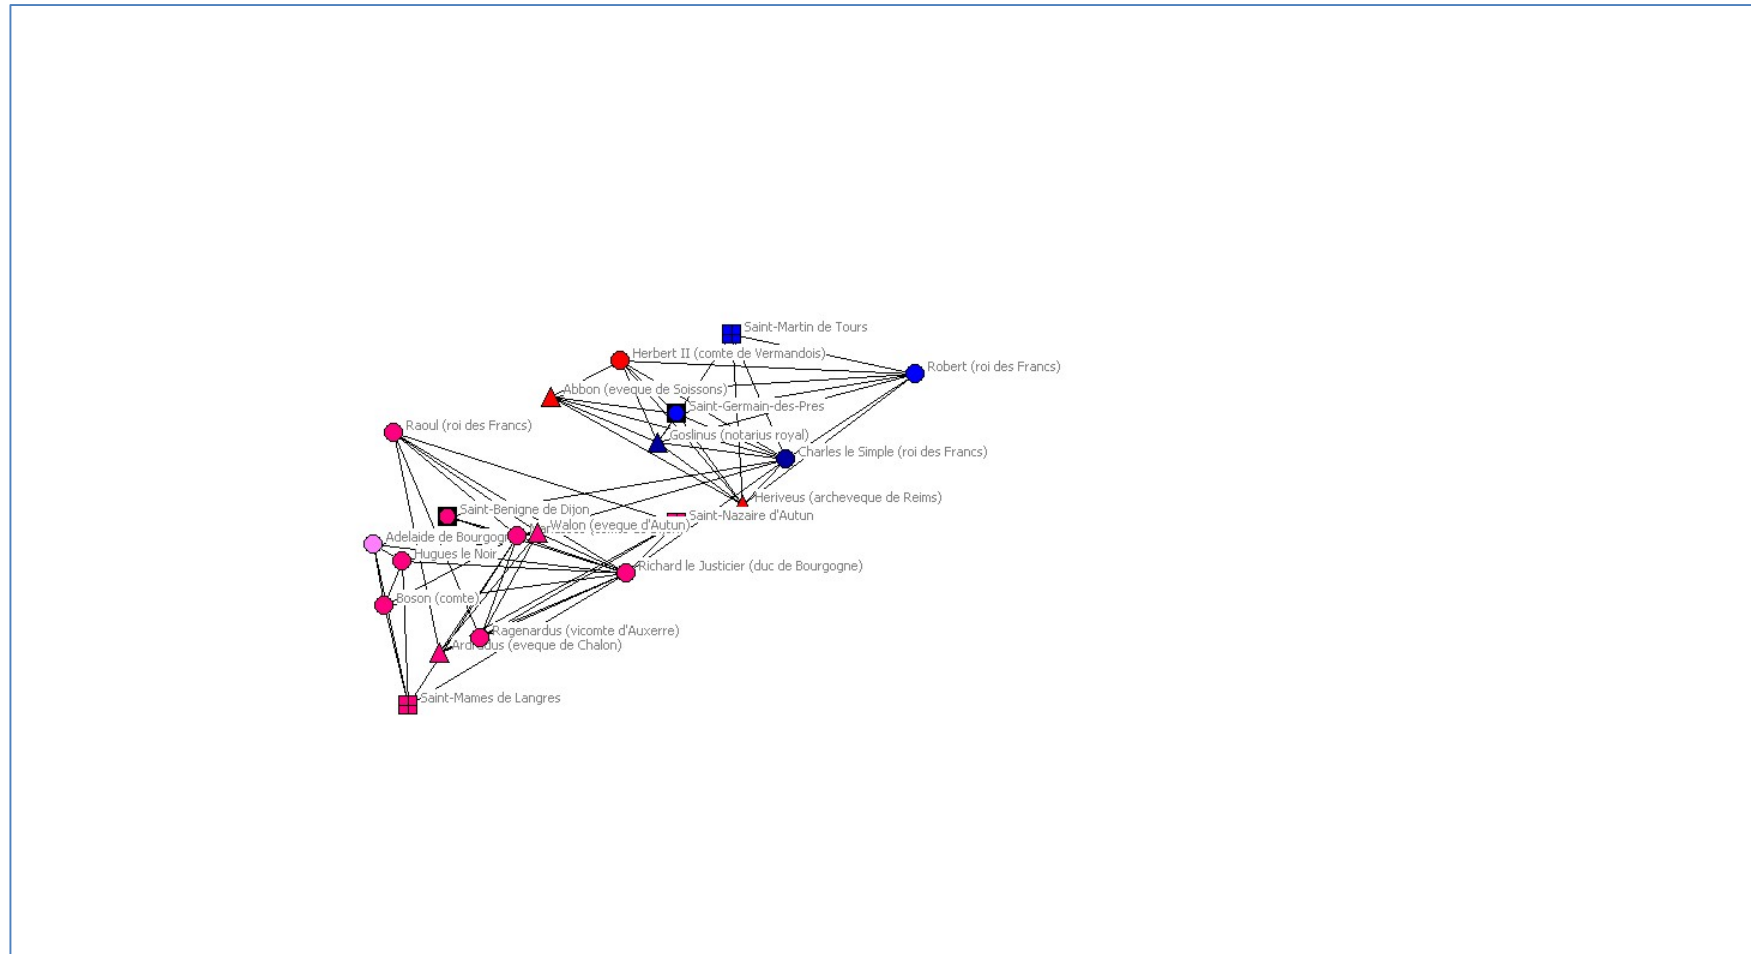 Saint-Martin de Tours
Herbert II (comte de Vermandois)
Robert (roi des Francs)
Abbon (eveque de Soissons)
Saint-Germain-des-Pres
Raoul (roi des Francs)
Goslinus (notarius royal)
Charles le Simple (roi des Francs)
Heriveus (archeveque de Reims)
Saint-Benigne de Dijon
Saint-Nazaire d'Autun
Walon (eveque d'Autun)
Adelaide de Bourgogn
Hugues le Noir
Richard le Justicier (duc de Bourgogne)
Boson (comte)
Ragenardus (vicomte d'Auxerre)
(eveque de Chalon)
Saint-Mames de Langres